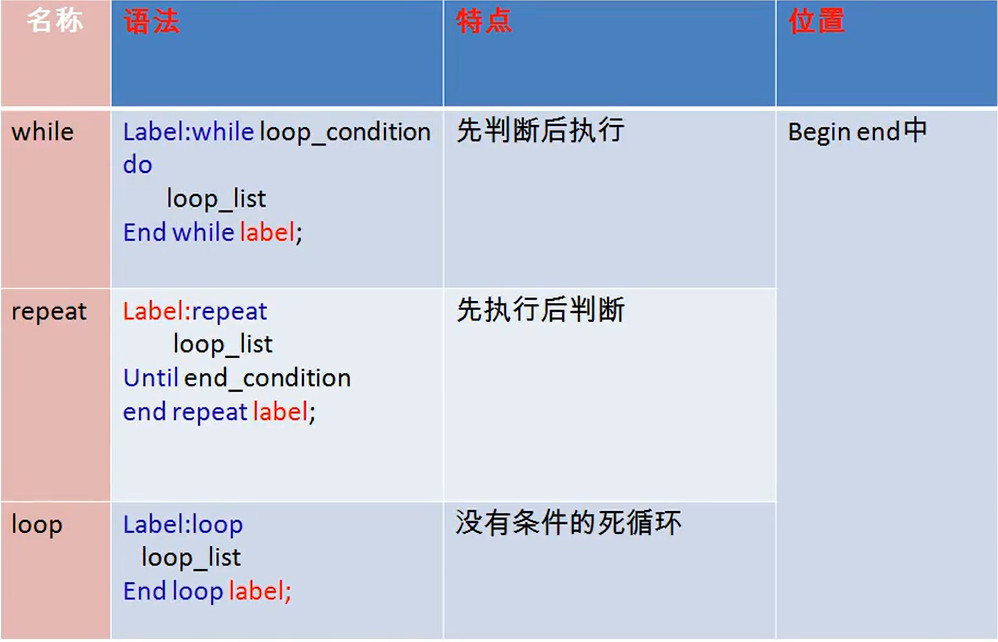 名称 语法 特点 位置
while
Label:while loop_condition
do
loop_list
End while label;
先判断后执行
Begin end中
repeat
Label:repeat
loop_list
Until end_condition
end repeat label;
先执行后判断
loop
Label:loop
loop_list
End loop label;
没有条件的死循环